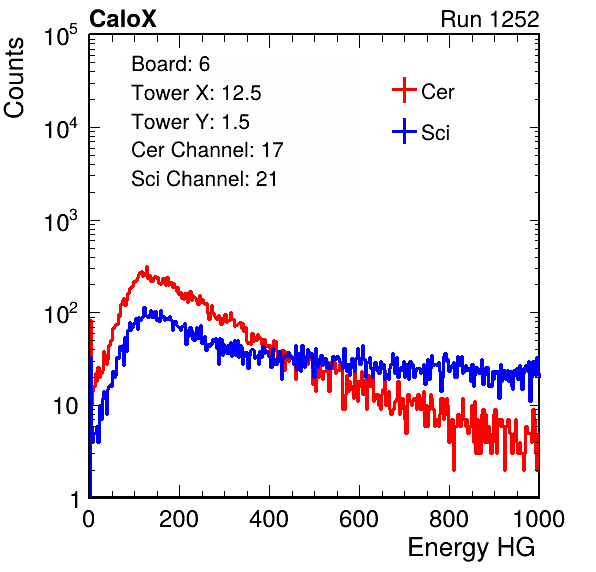 CaloX Run 1252
Counts
10^5
10^4
10^3
10^2
10
1
Board: 6
Tower X: 12.5
Tower Y: 1.5
Cer Channel: 17
Sci Channel: 21
Cer
Sci
0 200 400 600 800 1000
Energy HG